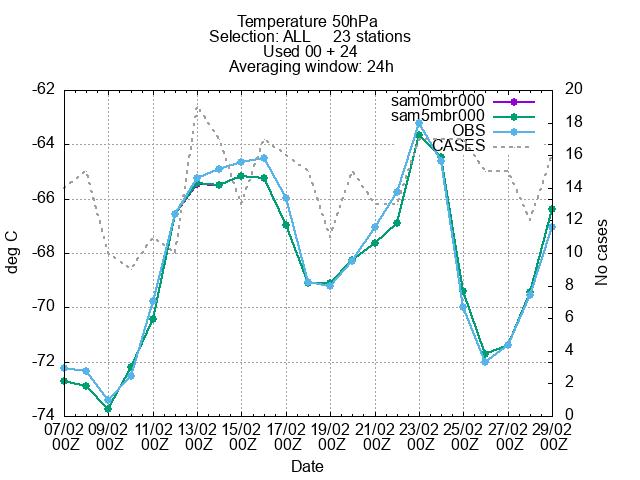 Temperature 50hPa
Selection: ALL 23 stations
Used 00 + 24
Averaging window: 24h
sam0mbr000
sam5mbr000
OBS
CASES
deg C
-62
-64
-66
-68
-70
-72
-74
No cases
20
18
16
14
12
10
8
6
4
2
0
07/02 09/02 11/02 13/02 15/02 17/02 19/02 21/02 23/02 25/02 27/02 29/02
00Z 00Z 00Z 00Z 00Z 00Z 00Z 00Z 00Z 00Z 00Z 00Z
Date